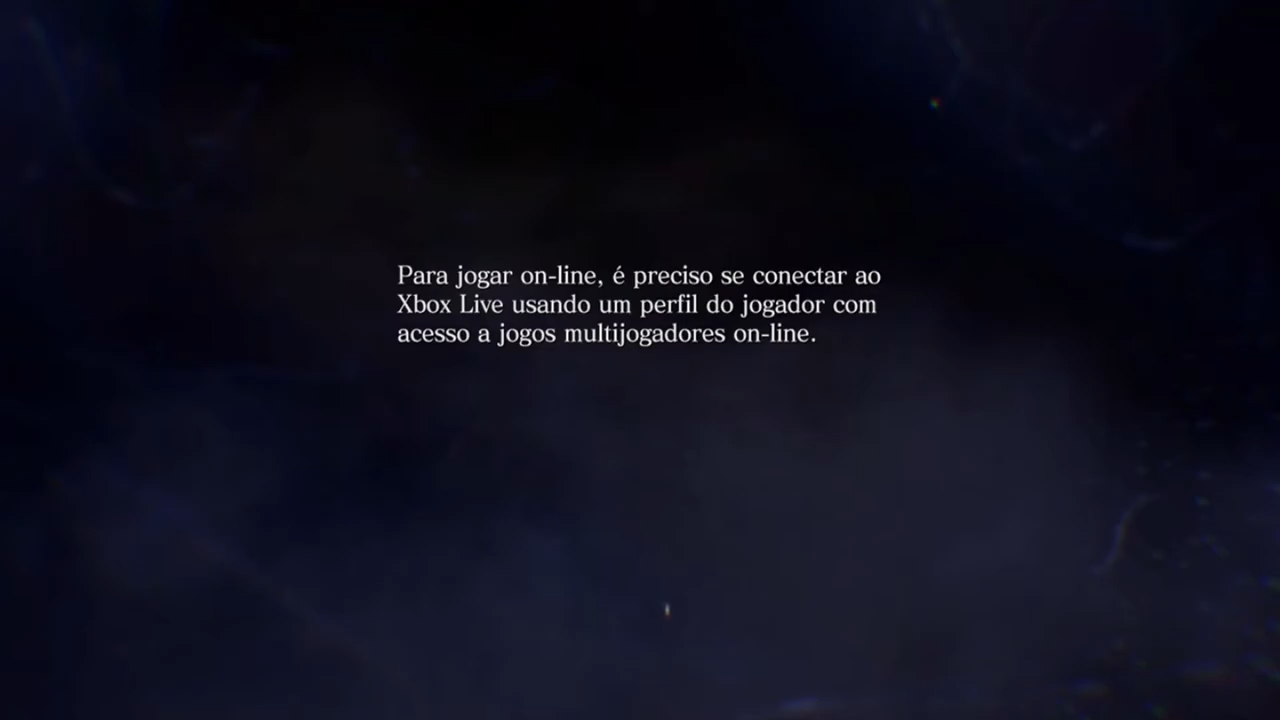 Para jogar on-line, é preciso se conectar ao
Xbox Live usando um perfil do jogador com
acesso a jogos multijogadores on-line.